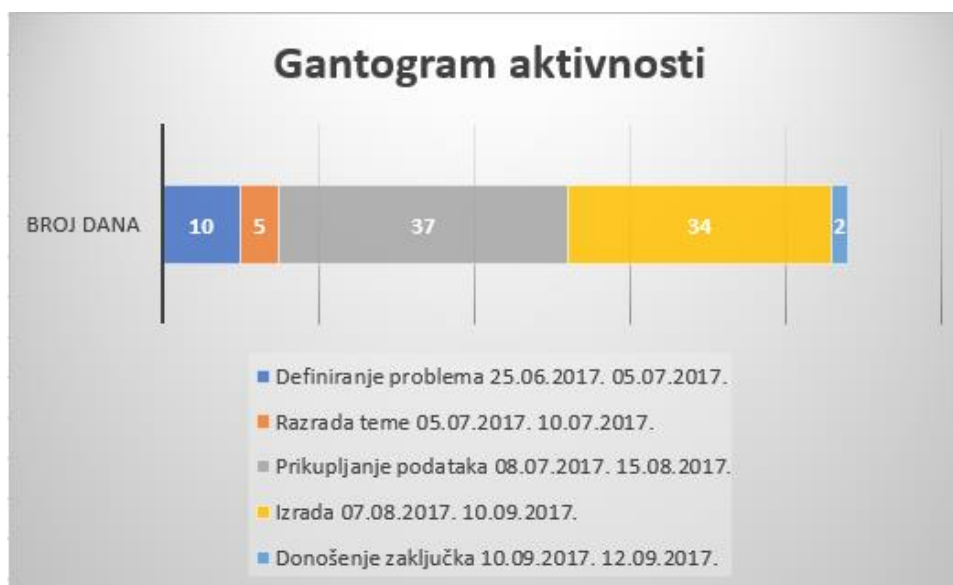 Gantogram aktivnosti
BROJ DANA 10 5 37 34 2
Definiranje problema 25.06.2017. 05.07.2017.
Razrada teme 05.07.2017. 10.07.2017.
Prikupljanje podataka 08.07.2017. 15.08.2017.
Izrada 07.08.2017. 10.09.2017.
Donošenje zaključka 10.09.2017. 12.09.2017.